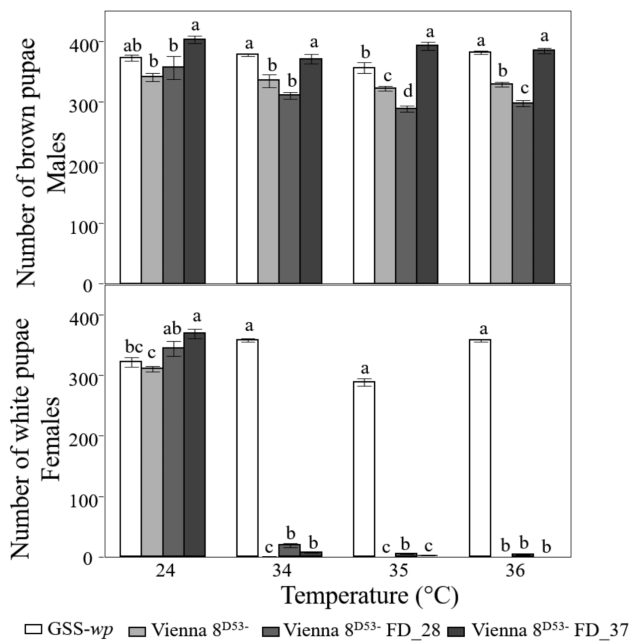 Number of brown pupae
Males
400
300
200
100
0
ab b b a
a b b a
b c d a
a b c a
Number of white pupae
Females
400
300
200
100
0
bc c ab a
a c b b
a c b c
a b b b
24 34 35 36
Temperature (°C)
GSS-wp Vienna 8D53- Vienna 8D53- FD_28 Vienna 8D53- FD_37